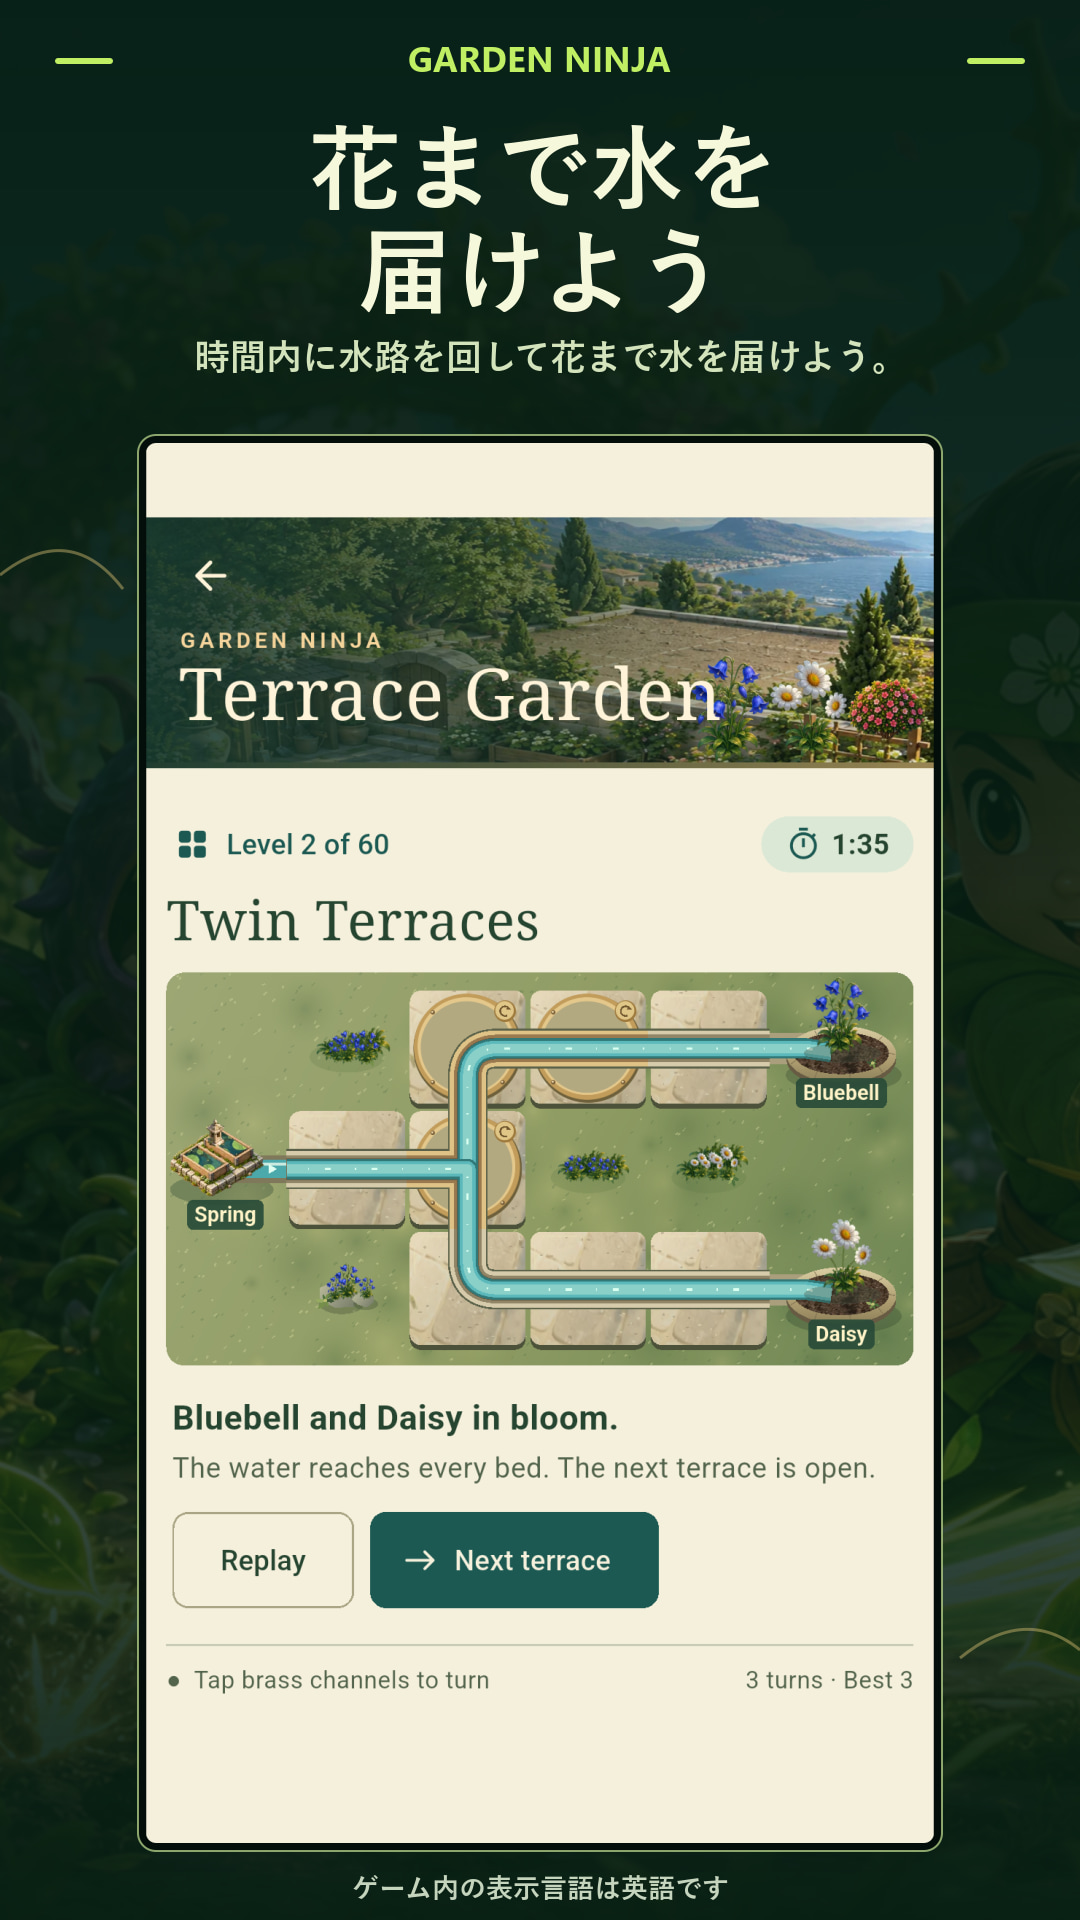 GARDEN NINJA
花まで水を
届けよう
時間内に水路を回して花まで水を届けよう。
GARDEN NINJA
Terrace Garden
Level 2 of 60
1:35
Twin Terraces
Bluebell
Spring
Daisy
Bluebell and Daisy in bloom.
The water reaches every bed. The next terrace is open.
Replay
→ Next terrace
• Tap brass channels to turn
3 turns · Best 3
ゲーム内の表示言語は英語です